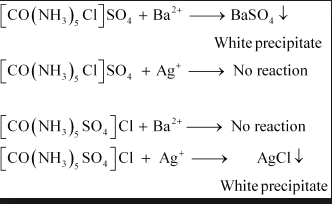 [CO(NH₃)₅Cl]SO₄ + Ba²⁺ ⟶ BaSO₄↓
White precipitate
[CO(NH₃)₅Cl]SO₄ + Ag⁺ ⟶ No reaction
[CO(NH₃)₅SO₄]Cl + Ba²⁺ ⟶ No reaction
[CO(NH₃)₅SO₄]Cl + Ag⁺ ⟶ AgCl↓
White precipitate